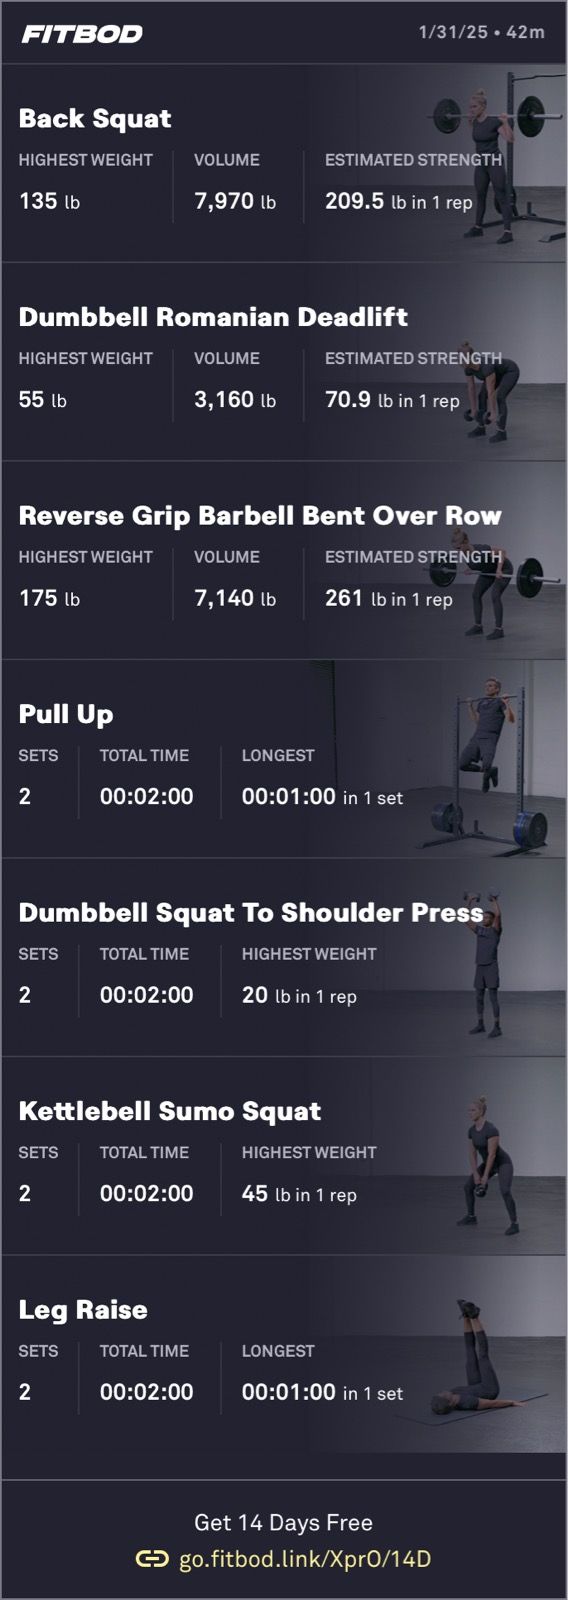 FITBOD
1/31/25 • 42m
Back Squat
HIGHEST WEIGHT
VOLUME
ESTIMATED STRENGTH
135 lb
7,970 lb
209.5 lb in 1 rep
Dumbbell Romanian Deadlift
HIGHEST WEIGHT
VOLUME
ESTIMATED STRENGTH
55 lb
3,160 lb
70.9 lb in 1 rep
Reverse Grip Barbell Bent Over Row
HIGHEST WEIGHT
VOLUME
ESTIMATED STRENGTH
175 lb
7,140 lb
261 lb in 1 rep
Pull Up
SETS
TOTAL TIME
LONGEST
2
00:02:00
00:01:00 in 1 set
Dumbbell Squat To Shoulder Press
SETS
TOTAL TIME
HIGHEST WEIGHT
2
00:02:00
20 lb in 1 rep
Kettlebell Sumo Squat
SETS
TOTAL TIME
HIGHEST WEIGHT
2
00:02:00
45 lb in 1 rep
Leg Raise
SETS
TOTAL TIME
LONGEST
2
00:02:00
00:01:00 in 1 set
Get 14 Days Free
go.fitbod.link/XprO/14D